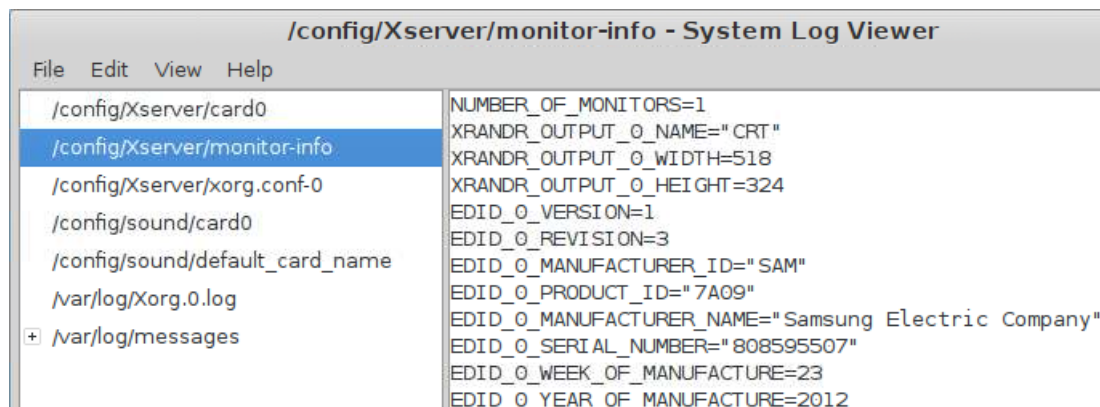 /config/Xserver/monitor-info - System Log Viewer
File Edit View Help
/config/Xserver/card0
/config/Xserver/monitor-info
/config/Xserver/xorg.conf-0
/config/sound/card0
/config/sound/default_card_name
/var/log/Xorg.0.log
/var/log/messages
NUMBER_OF_MONITORS=1
XRANDR_OUTPUT_0_NAME="CRT"
XRANDR_OUTPUT_0_WIDTH=518
XRANDR_OUTPUT_0_HEIGHT=324
EDID_0_VERSION=1
EDID_0_REVISION=3
EDID_0_MANUFACTURER_ID="SAM"
EDID_0_PRODUCT_ID="7A09"
EDID_0_MANUFACTURER_NAME="Samsung Electric Company"
EDID_0_SERIAL_NUMBER="808595507"
EDID_0_WEEK_OF_MANUFACTURE=23
EDID_0_YEAR_OF_MANUFACTURE=2012